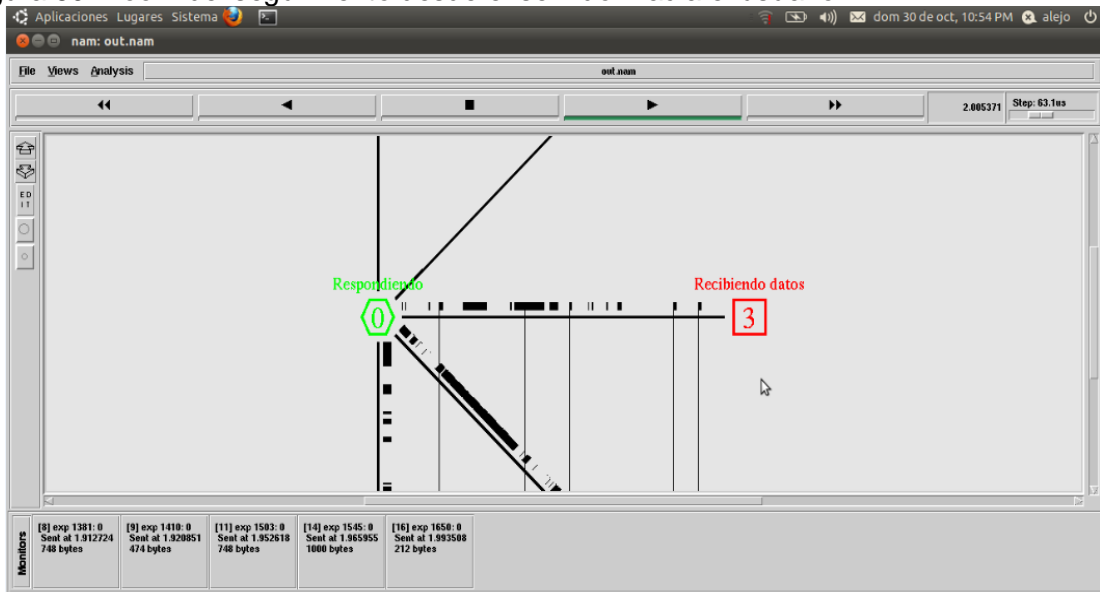 Aplicaciones Lugares Sistema
dom 30 de oct, 10:54 PM alejo
nam: out.nam
File Views Analysis
out.nam
2.005371
Step: 63.1us
ED
IT
Respondiendo
Recibiendo datos
0
3
Monitors
[8] exp 1381: 0
Sent at 1.912724
748 bytes
[9] exp 1410: 0
Sent at 1.920851
474 bytes
[11] exp 1503: 0
Sent at 1.952618
748 bytes
[14] exp 1545: 0
Sent at 1.965955
1000 bytes
[16] exp 1650: 0
Sent at 1.993508
212 bytes